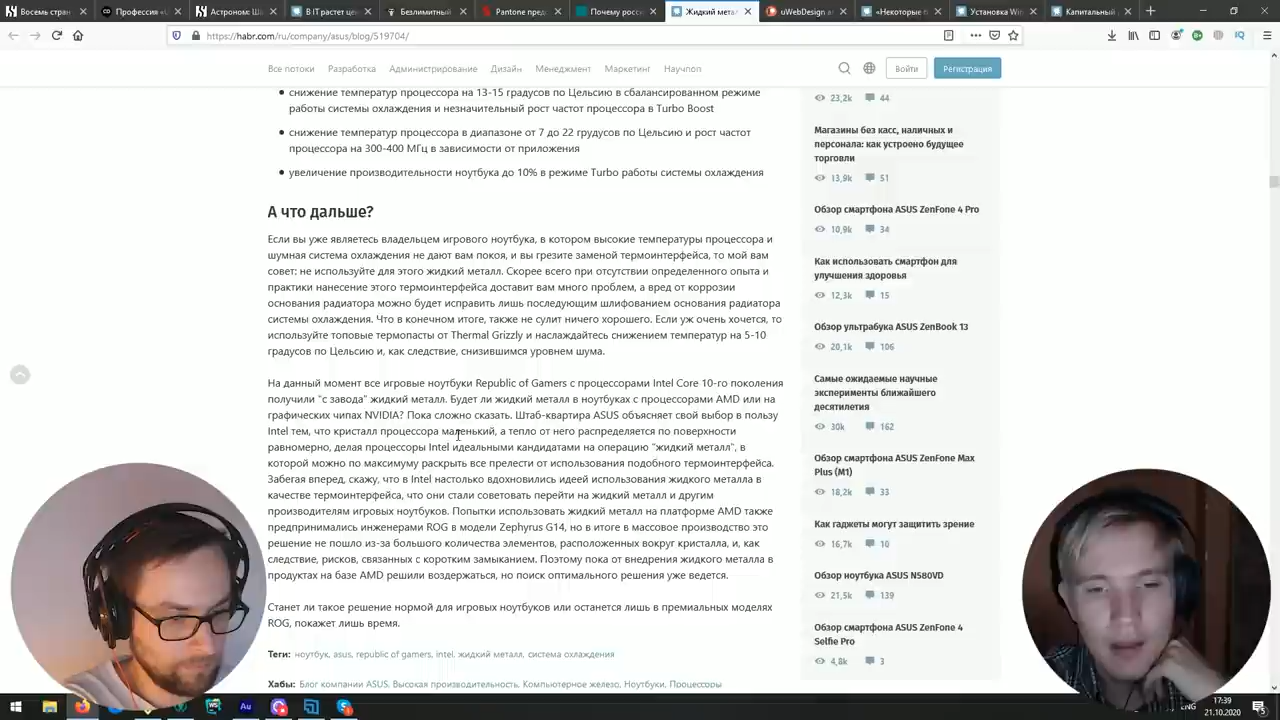 Астроном Ш
В IT растет це
Безлимитный
Pantone пред
Почему росс
Жидкий мета
uWebDesign
«Некоторые
Установка Wi
Капитальный
https://habr.com/ru/company/asus/blog/519704/
Все потоки Разработка Администрирование Дизайн Менеджмент Маркетинг Научпоп
Войти Регистрация
снижение температур процессора на 13-15 градусов по Цельсию в сбалансированном режиме
работы системы охлаждения и незначительный рост частот процессора в Turbo Boost
снижение температур процессора в диапазоне от 7 до 22 грудусов по Цельсию и рост частот
процессора на 300-400 МГц в зависимости от приложения
увеличение производительности ноутбука до 10% в режиме Turbo работы системы охлаждения
А что дальше?
Если вы уже являетесь владельцем игрового ноутбука, в котором высокие температуры процессора и
шумная система охлаждения не дают вам покоя, и вы грезите заменой термоинтерфейса, то мой вам
совет: не используйте для этого жидкий металл. Скорее всего при отсутствии определенного опыта и
практики нанесение этого термоинтерфейса доставит вам много проблем, а вред от коррозии
основания радиатора можно будет исправить лишь последующим шлифованием основания радиатора
системы охлаждения. Что в конечном итоге, также не сулит ничего хорошего. Если уж очень хочется, то
используйте топовые термопасты от Thermal Grizzly и наслаждайтесь снижением температур на 5-10
градусов по Цельсию и, как следствие, снизившимся уровнем шума.
На данный момент все игровые ноутбуки Republic of Gamers с процессорами Intel Core 10-го поколения
получили "с завода" жидкий металл. Будет ли жидкий металл в ноутбуках с процессорами AMD или на
графических чипах NVIDIA? Пока сложно сказать. Штаб-квартира ASUS объясняет свой выбор в пользу
Intel тем, что кристалл процессора маленький, а тепло от него распределяется по поверхности
равномерно, делая процессоры Intel идеальными кандидатами на операцию "жидкий металл", в
которой можно по максимуму раскрыть все прелести от использования подобного термоинтерфейса.
Забегая вперед, скажу, что в Intel настолько вдохновились идеей использования жидкого металла в
качестве термоинтерфейса, что они стали советовать перейти на жидкий металл и другим
производителям игровых ноутбуков. Попытки использовать жидкий металл на платформе AMD также
предпринимались инженерами ROG в модели Zephyrus G14, но в итоге в массовое производство это
решение не пошло из-за большого количества элементов, расположенных вокруг кристалла, и, как
следствие, рисков, связанных с коротким замыканием. Поэтому пока от внедрения жидкого металла в
продуктах на базе AMD решили воздержаться, но поиск оптимального решения уже ведется.
Станет ли такое решение нормой для игровых ноутбуков или останется лишь в премиальных моделях
ROG, покажет лишь время.
Теги: ноутбук, asus, republic of gamers, intel, жидкий металл, система охлаждения
Хабы: Блог компании ASUS, Высокая производительность, Компьютерное железо, Ноутбуки, Процессоры
23,2k 44
Магазины без касс, наличных и
персонала: как устроено будущее
торговли
13,9k 51
Обзор смартфона ASUS ZenFone 4 Pro
10,9k 34
Как использовать смартфон для
улучшения здоровья
12,3k 15
Обзор ультрабука ASUS ZenBook 13
20,1k 106
Самые ожидаемые научные
эксперименты ближайшего
десятилетия
30k 162
Обзор смартфона ASUS ZenFone Max
Plus (M1)
18,2k 33
Как гаджеты могут защитить зрение
16,7k 10
Обзор ноутбука ASUS N580VD
21,5k 139
Обзор смартфона ASUS ZenFone 4
Selfie Pro
4,8k 3
17:39
21.10.2020